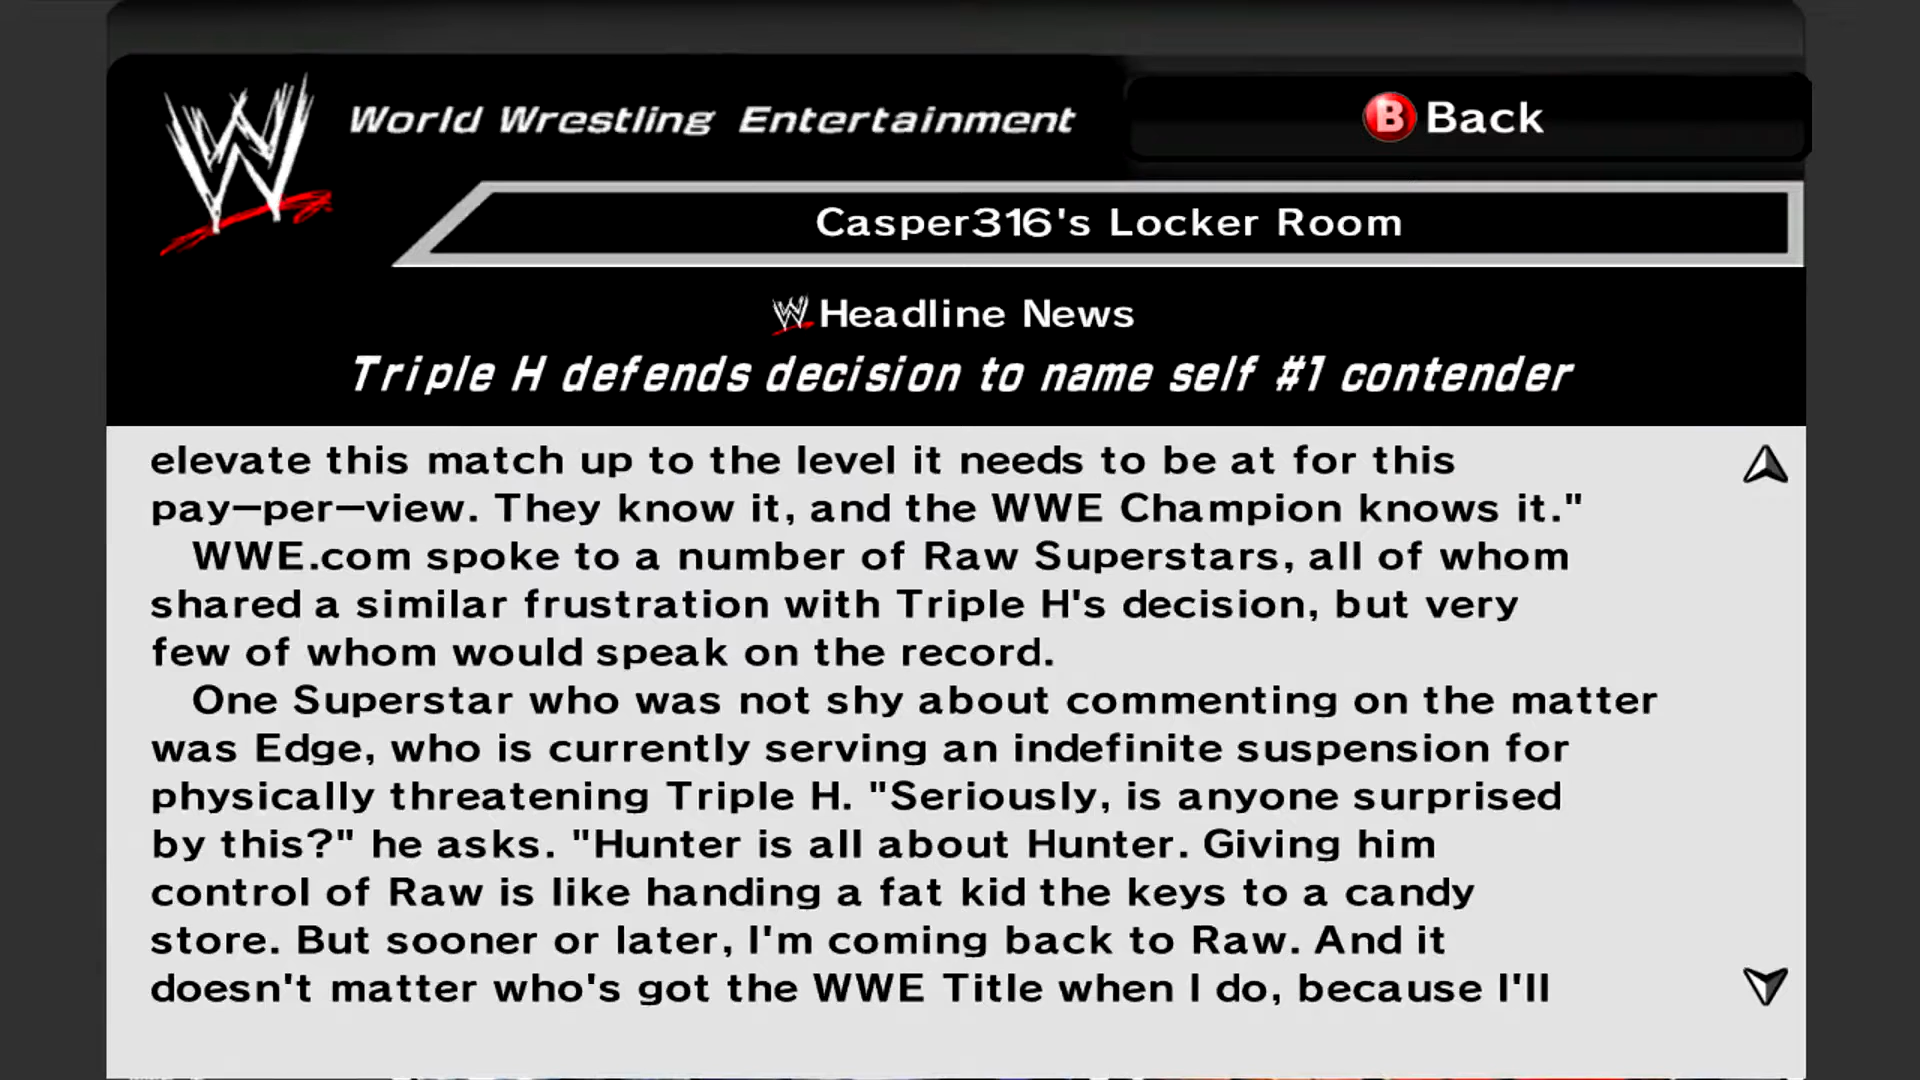 World Wrestling Entertainment
B Back
Casper316's Locker Room
Headline News
Triple H defends decision to name self #1 contender
elevate this match up to the level it needs to be at for this
pay-per-view. They know it, and the WWE Champion knows it."
WWE.com spoke to a number of Raw Superstars, all of whom
shared a similar frustration with Triple H's decision, but very
few of whom would speak on the record.
One Superstar who was not shy about commenting on the matter
was Edge, who is currently serving an indefinite suspension for
physically threatening Triple H. "Seriously, is anyone surprised
by this?" he asks. "Hunter is all about Hunter. Giving him
control of Raw is like handing a fat kid the keys to a candy
store. But sooner or later, I'm coming back to Raw. And it
doesn't matter who's got the WWE Title when I do, because I'll